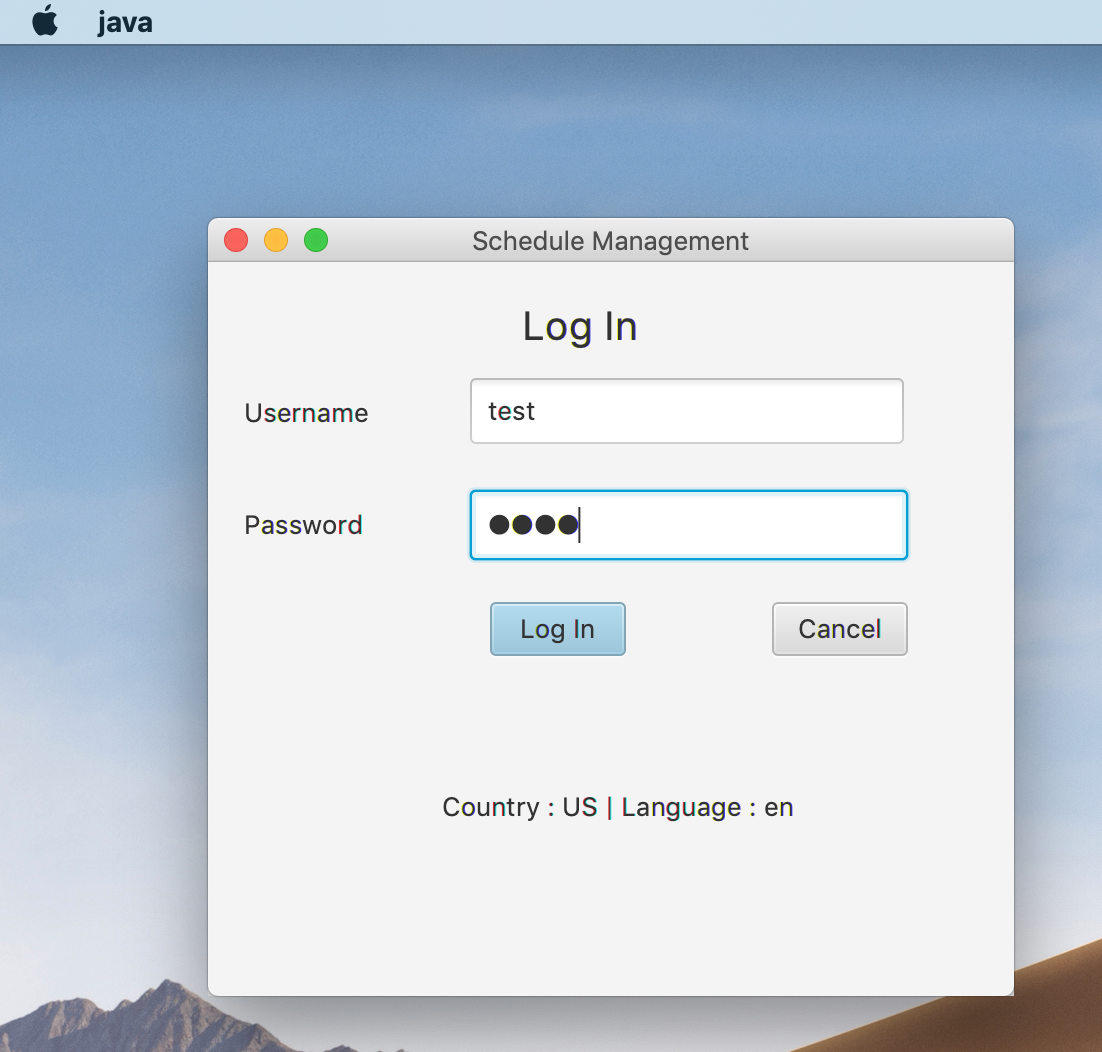 java
Schedule Management
Log In
Username
test
Password
●●●●
Log In
Cancel
Country : US | Language : en